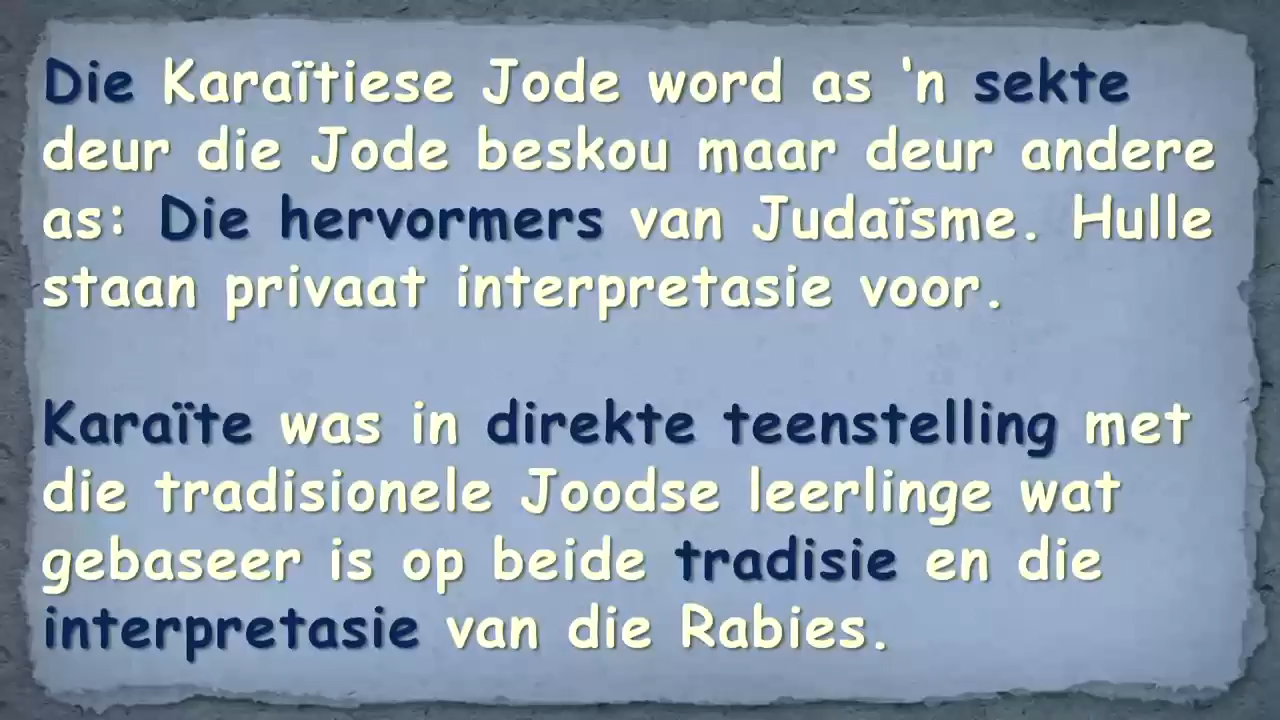 Die Karaïtiese Jode word as 'n sekte
deur die Jode beskou maar deur andere
as: Die hervormers van Judaïsme. Hulle
staan privaat interpretasie voor.
Karaïte was in direkte teenstelling met
die tradisionele Joodse leerlinge wat
gebaseer is op beide tradisie en die
interpretasie van die Rabies.